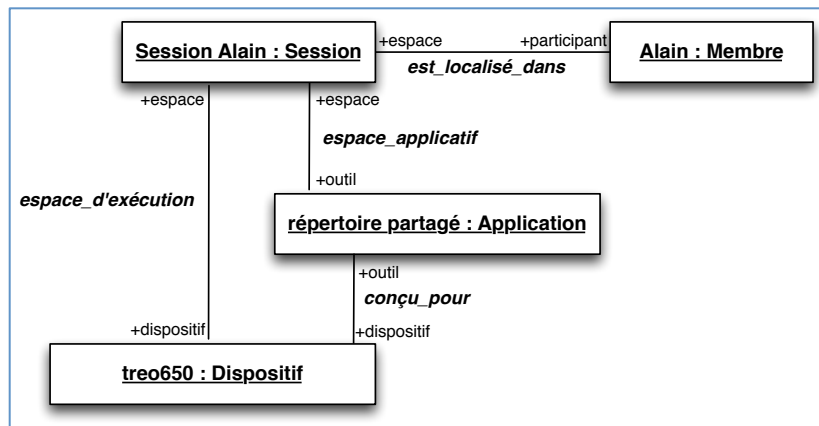 Session Alain : Session
+espace
+participant
Alain : Membre
est_localisé_dans
+espace
+espace
espace_applicatif
+outil
espace_d'exécution
répertoire partagé : Application
+outil
conçu_pour
+dispositif
+dispositif
treo650 : Dispositif